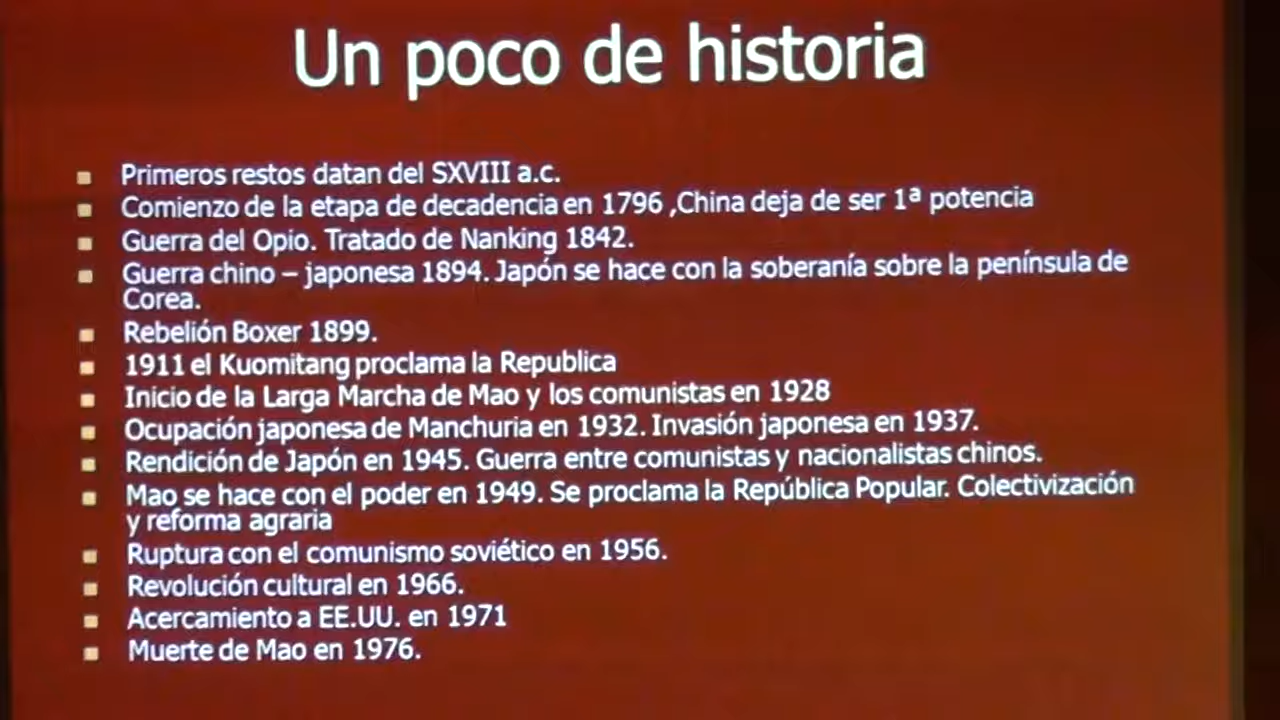 Un poco de historia
Primeros restos datan del SXVIII a.c.
Comienzo de la etapa de decadencia en 1796 ,China deja de ser 1ª potencia
Guerra del Opio. Tratado de Nanking 1842.
Guerra chino – japonesa 1894. Japón se hace con la soberanía sobre la península de
Corea.
Rebelión Boxer 1899.
1911 el Kuomitang proclama la Republica
Inicio de la Larga Marcha de Mao y los comunistas en 1928
Ocupación japonesa de Manchuria en 1932. Invasión japonesa en 1937.
Rendición de Japón en 1945. Guerra entre comunistas y nacionalistas chinos.
Mao se hace con el poder en 1949. Se proclama la República Popular. Colectivización
y reforma agraria
Ruptura con el comunismo soviético en 1956.
Revolución cultural en 1966.
Acercamiento a EE.UU. en 1971
Muerte de Mao en 1976.